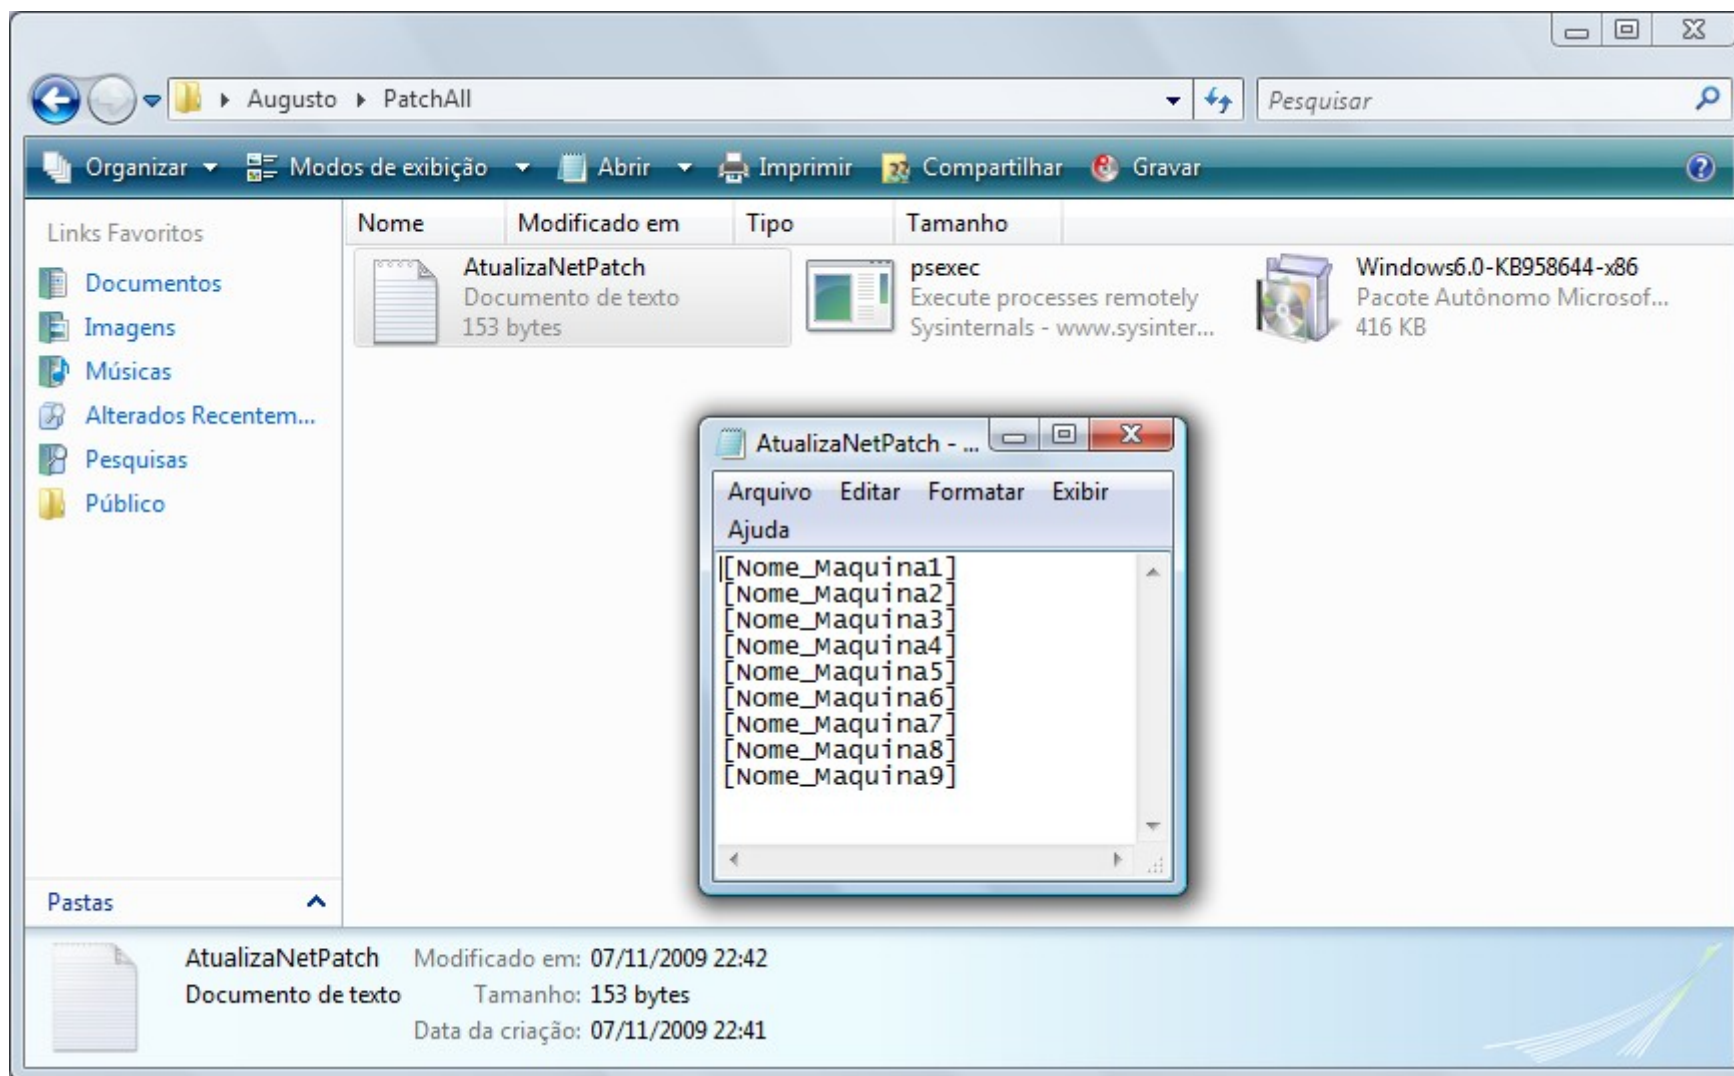 Augusto PatchAll Pesquisar
Organizar Modos de exibição Abrir Imprimir Compartilhar Gravar
Links Favoritos
Documentos
Imagens
Músicas
Alterados Recentem...
Pesquisas
Público
Pastas
Nome Modificado em Tipo Tamanho
AtualizaNetPatch
Documento de texto
153 bytes
psexec
Execute processes remotely
Sysinternals - www.sysinter...
Windows6.0-KB958644-x86
Pacote Autônomo Microsof...
416 KB
AtualizaNetPatch - ...
Arquivo Editar Formatar Exibir
Ajuda
[Nome_Maquina1]
[Nome_Maquina2]
[Nome_Maquina3]
[Nome_Maquina4]
[Nome_Maquina5]
[Nome_Maquina6]
[Nome_Maquina7]
[Nome_Maquina8]
[Nome_Maquina9]
AtualizaNetPatch Modificado em: 07/11/2009 22:42
Documento de texto Tamanho: 153 bytes
Data da criação: 07/11/2009 22:41